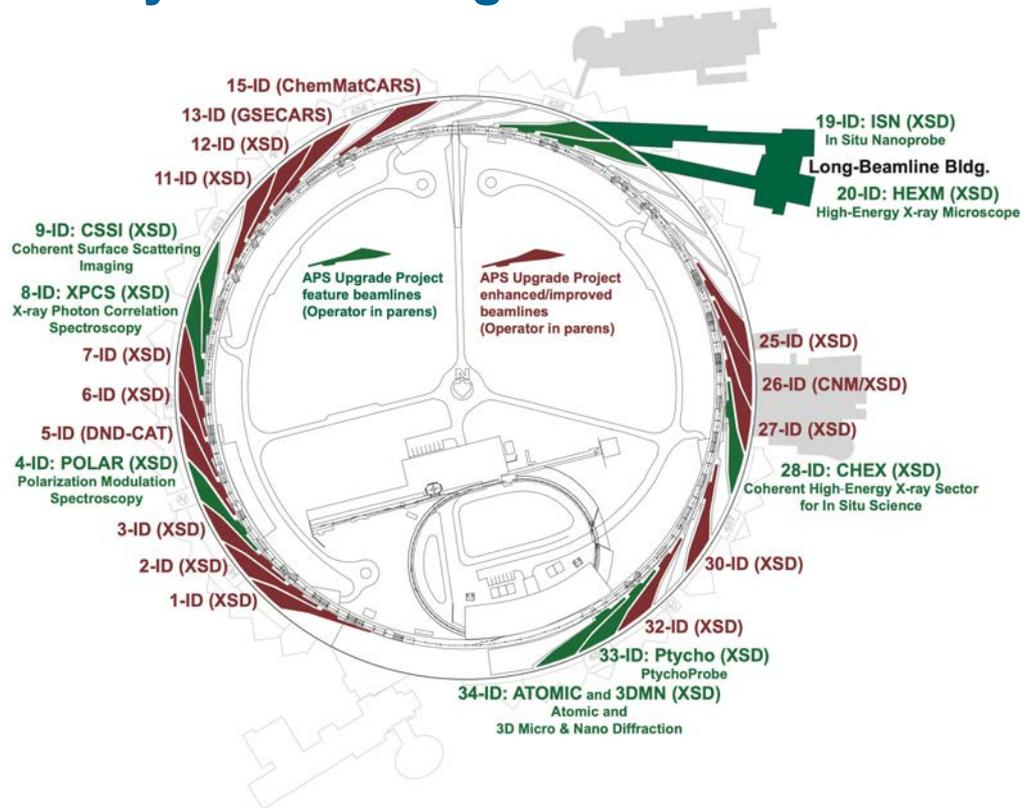 15-ID (ChemMatCARS)
13-ID (GSECARS)
12-ID (XSD)
11-ID (XSD)
9-ID: CSSI (XSD)
Coherent Surface Scattering
Imaging
8-ID: XPCS (XSD)
X-ray Photon Correlation
Spectroscopy
7-ID (XSD)
6-ID (XSD)
5-ID (DND-CAT)
4-ID: POLAR (XSD)
Polarization Modulation
Spectroscopy
3-ID (XSD)
2-ID (XSD)
1-ID (XSD)
APS Upgrade Project
feature beamlines
(Operator in parens)
APS Upgrade Project
enhanced/improved
beamlines
(Operator in parens)
N
19-ID: ISN (XSD)
In Situ Nanoprobe
Long-Beamline Bldg.
20-ID: HEXM (XSD)
High-Energy X-ray Microscope
25-ID (XSD)
26-ID (CNM/XSD)
27-ID (XSD)
28-ID: CHEX (XSD)
Coherent High-Energy X-ray Sector
for In Situ Science
30-ID (XSD)
32-ID (XSD)
33-ID: Ptycho (XSD)
PtychoProbe
34-ID: ATOMIC and 3DMN (XSD)
Atomic and
3D Micro & Nano Diffraction